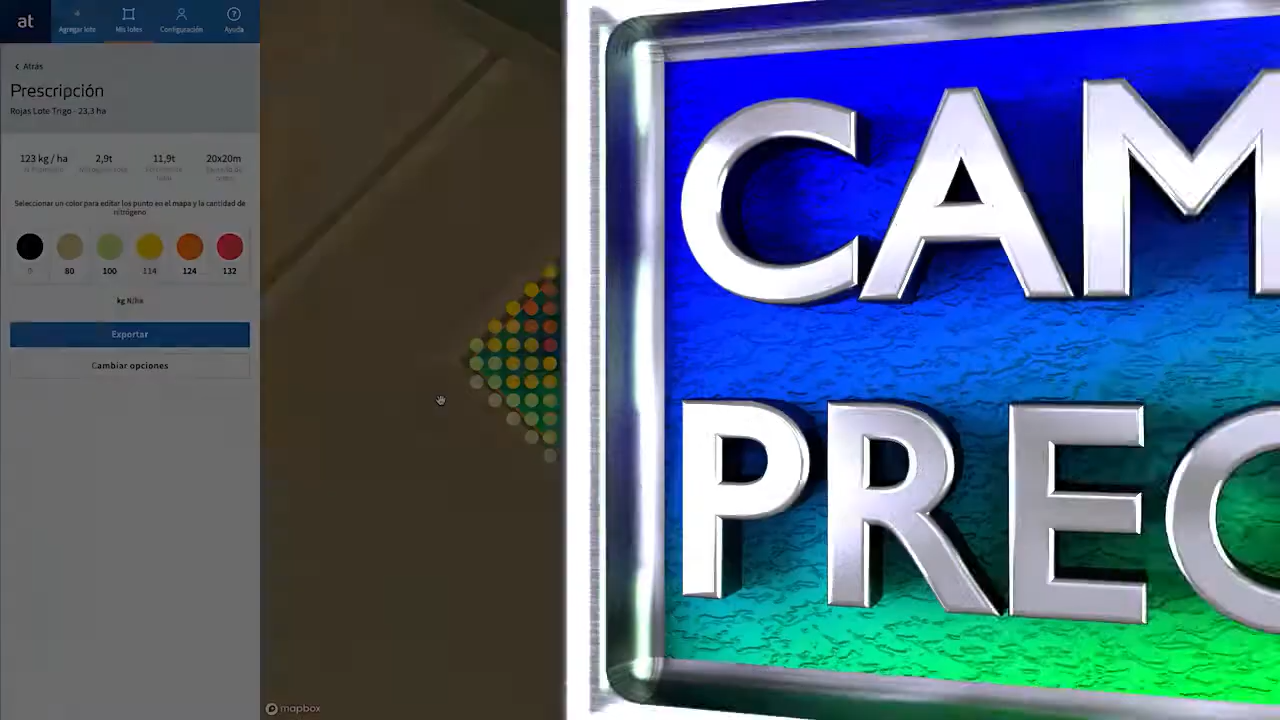 at
Agregar lote
Mis lotes
Configuración
Ayuda
Atrás
Prescripción
Rojas Lote Trigo - 23,3 ha
123 kg / ha
2,9t
11,9t
20x20m
Seleccionar un color para editar los punto en el mapa y la cantidad de
nitrógeno
0
80
100
114
124
132
kg N/ha
Exportar
Cambiar opciones
mapbox
CAM
PREC